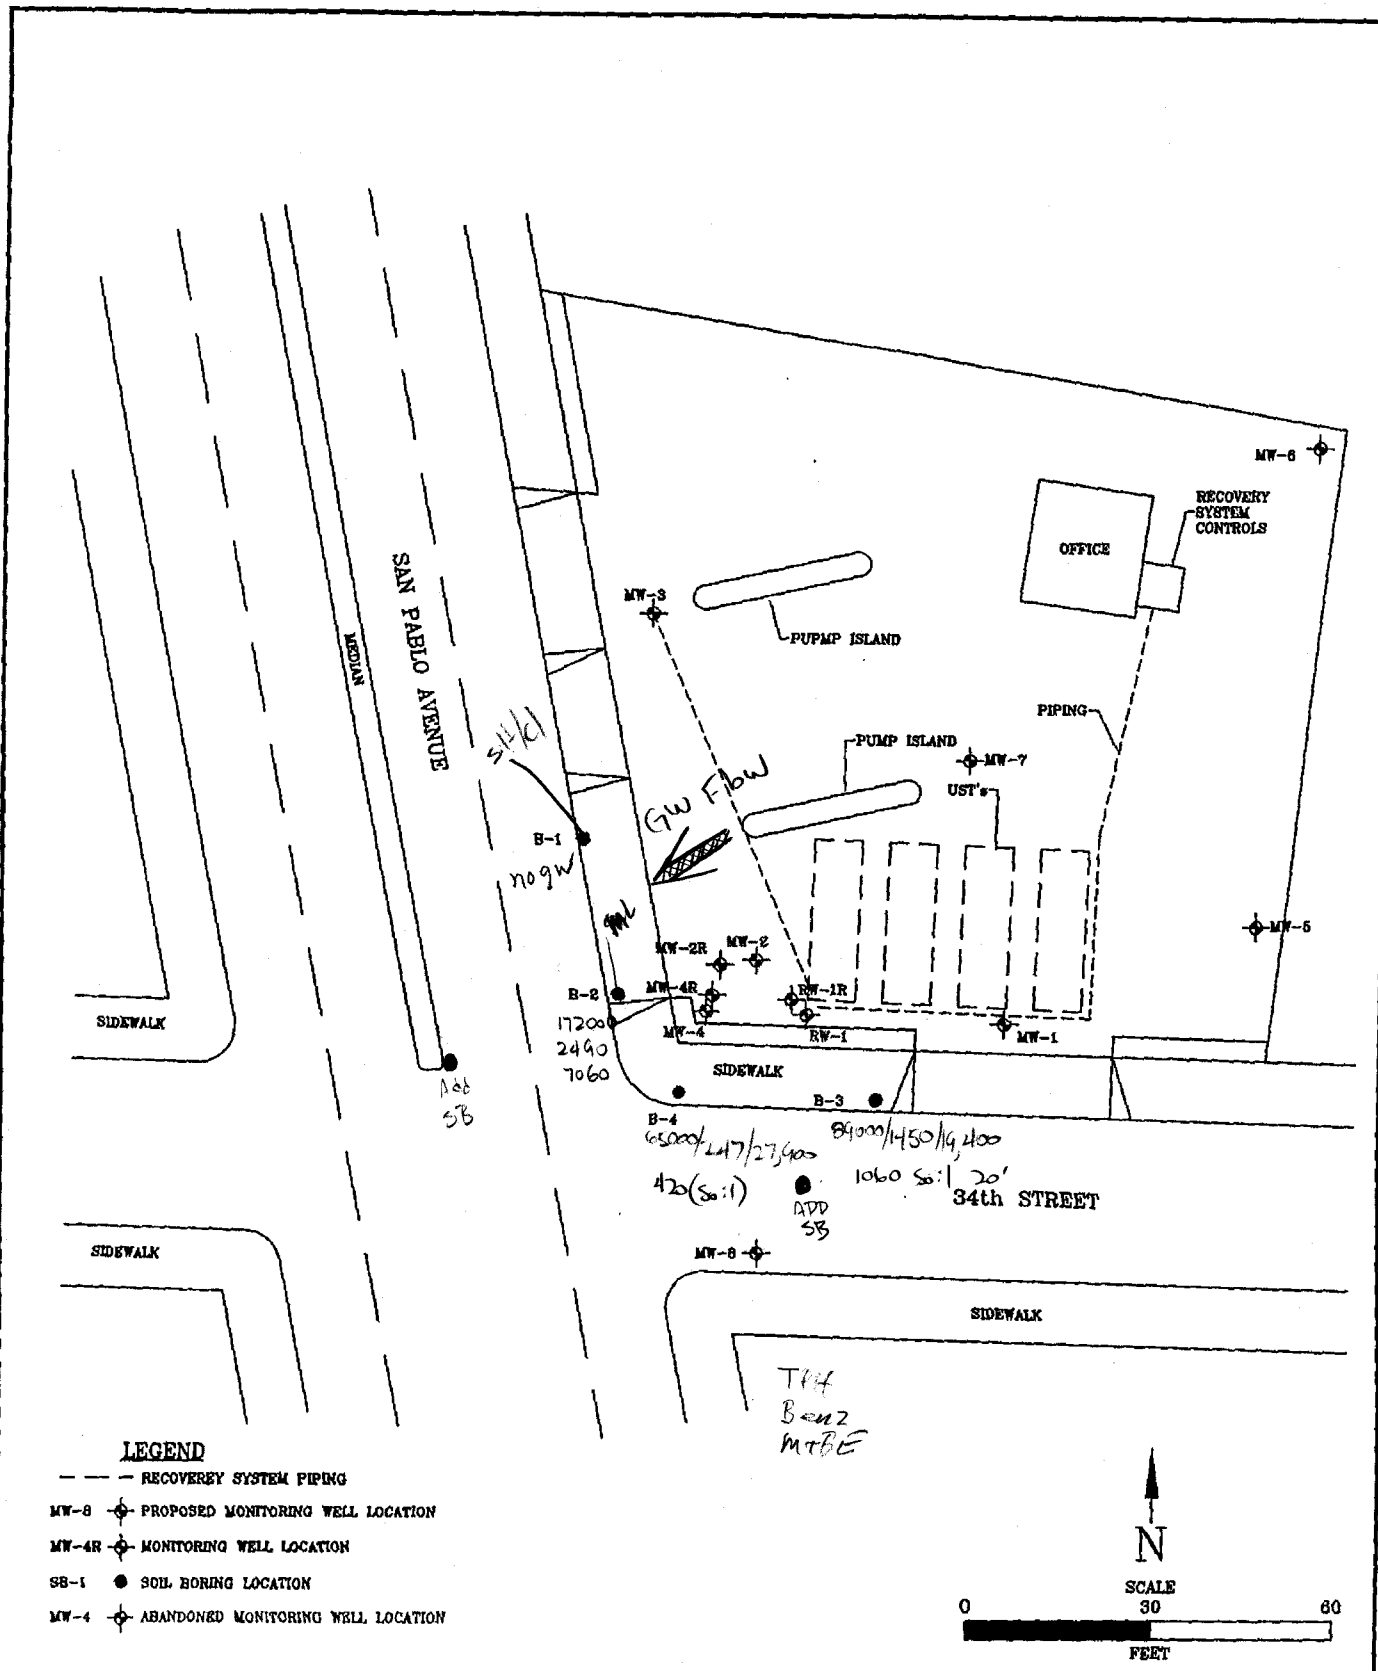 MW-6
RECOVERY
SYSTEM
CONTROLS
OFFICE
MW-3
PUPMP ISLAND
SAN PABLO AVENUE
MEDIAN
PIPING
PUMP ISLAND
MW-7
UST's
GW Flow
B-1
no gw
MW-5
MW-2R
MW-2
B-2
MW-4R
RW-1R
MW-4
RW-1
MW-1
17200
2490
7060
SIDEWALK
SIDEWALK
Add
SB
B-4
B-3
89000/1450/19,400
420 (Soil)
1060 Soil 20'
34th STREET
ADD
SB
SIDEWALK
MW-8
SIDEWALK
TPH
Benz
MTBE
LEGEND
RECOVEREY SYSTEM PIPING
MW-8 PROPOSED MONITORING WELL LOCATION
MW-4R MONITORING WELL LOCATION
SB-1 SOIL BORING LOCATION
MW-4 ABANDONED MONITORING WELL LOCATION
N
SCALE
0 30 60
FEET